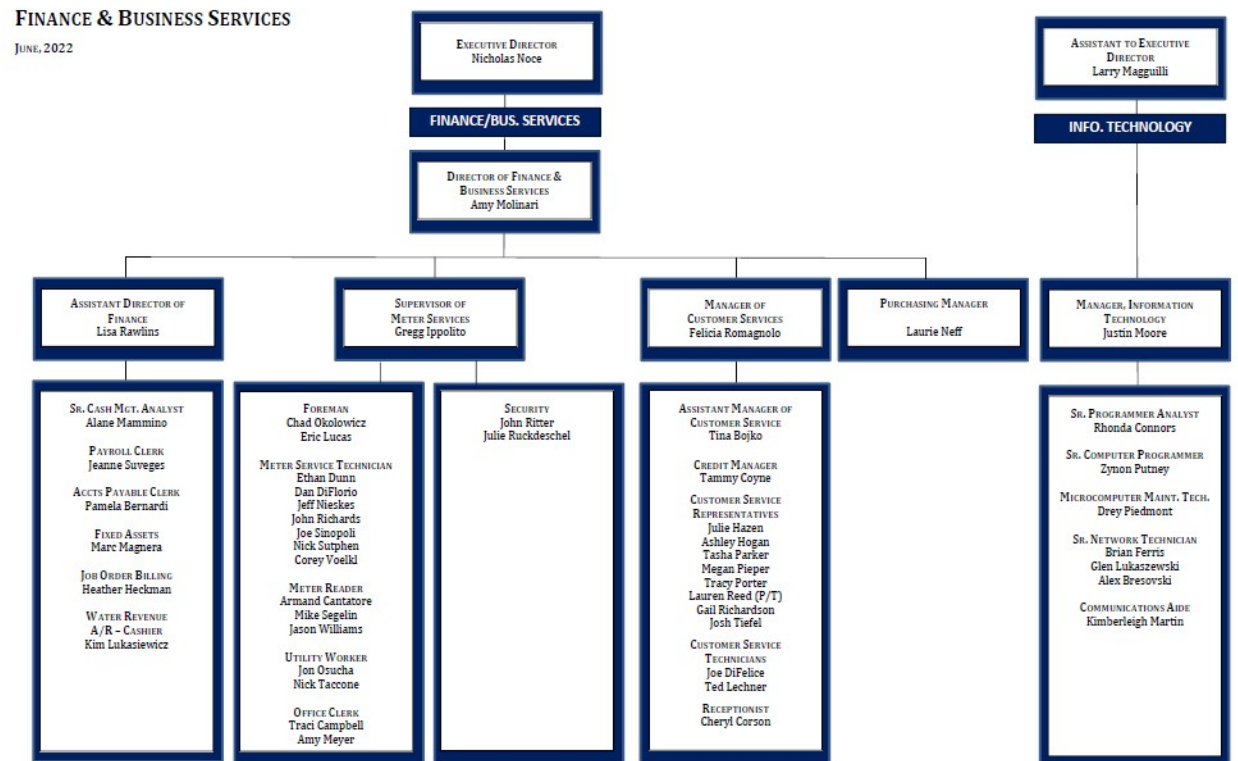 FINANCE & BUSINESS SERVICES
JUNE, 2022
EXECUTIVE DIRECTOR
Nicholas Noce
ASSISTANT TO EXECUTIVE
DIRECTOR
Larry Magguilli
FINANCE/BUS. SERVICES
INFO. TECHNOLOGY
DIRECTOR OF FINANCE &
BUSINESS SERVICES
Amy Molinari
ASSISTANT DIRECTOR OF
FINANCE
Lisa Rawlins
SUPERVISOR OF
METER SERVICES
Gregg Ippolito
MANAGER OF
CUSTOMER SERVICES
Felicia Romagnolo
PURCHASING MANAGER
Laurie Neff
MANAGER, INFORMATION
TECHNOLOGY
Justin Moore
SR. CASH MGT. ANALYST
Alane Mammino
PAYROLL CLERK
Jeanne Suveges
ACCTS PAYABLE CLERK
Pamela Bernardi
FIXED ASSETS
Marc Magnera
JOB ORDER BILLING
Heather Heckman
WATER REVENUE
A/R – CASHIER
Kim Lukasiewicz
FOREMAN
Chad Okolowicz
Eric Lucas
METER SERVICE TECHNICIAN
Ethan Dunn
Dan DiFlorio
Jeff Nieskes
John Richards
Joe Sinopoli
Nick Sutphen
Corey Voelkl
METER READER
Armand Cantatore
Mike Segelin
Jason Williams
UTILITY WORKER
Jon Osucha
Nick Taccone
OFFICE CLERK
Traci Campbell
Amy Meyer
SECURITY
John Ritter
Julie Ruckdeschel
ASSISTANT MANAGER OF
CUSTOMER SERVICE
Tina Bojko
CREDIT MANAGER
Tammy Coyne
CUSTOMER SERVICE
REPRESENTATIVES
Julie Hazen
Ashley Hogan
Tasha Parker
Megan Pieper
Tracy Porter
Lauren Reed (P/T)
Gail Richardson
Josh Tiefel
CUSTOMER SERVICE
TECHNICIANS
Joe DiFelice
Ted Lechner
RECEPTIONIST
Cheryl Corson
SR. PROGRAMMER ANALYST
Rhonda Connors
SR. COMPUTER PROGRAMMER
Zynon Putney
MICROCOMPUTER MAINT. TECH.
Drey Piedmont
SR. NETWORK TECHNICIAN
Brian Ferris
Glen Lukaszewski
Alex Bresovski
COMMUNICATIONS AIDE
Kimberleigh Martin